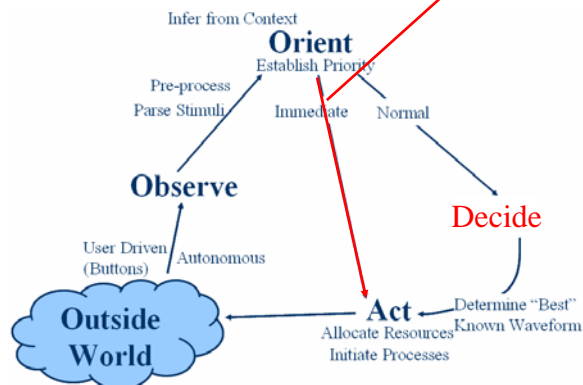 Infer from Context
Orient
Establish Priority
Pre-process
Parse Stimuli
Immediate
Normal
Observe
Decide
User Driven
(Buttons)
Autonomous
Outside
World
Act
Allocate Resources
Initiate Processes
Determine “Best”
Known Waveform